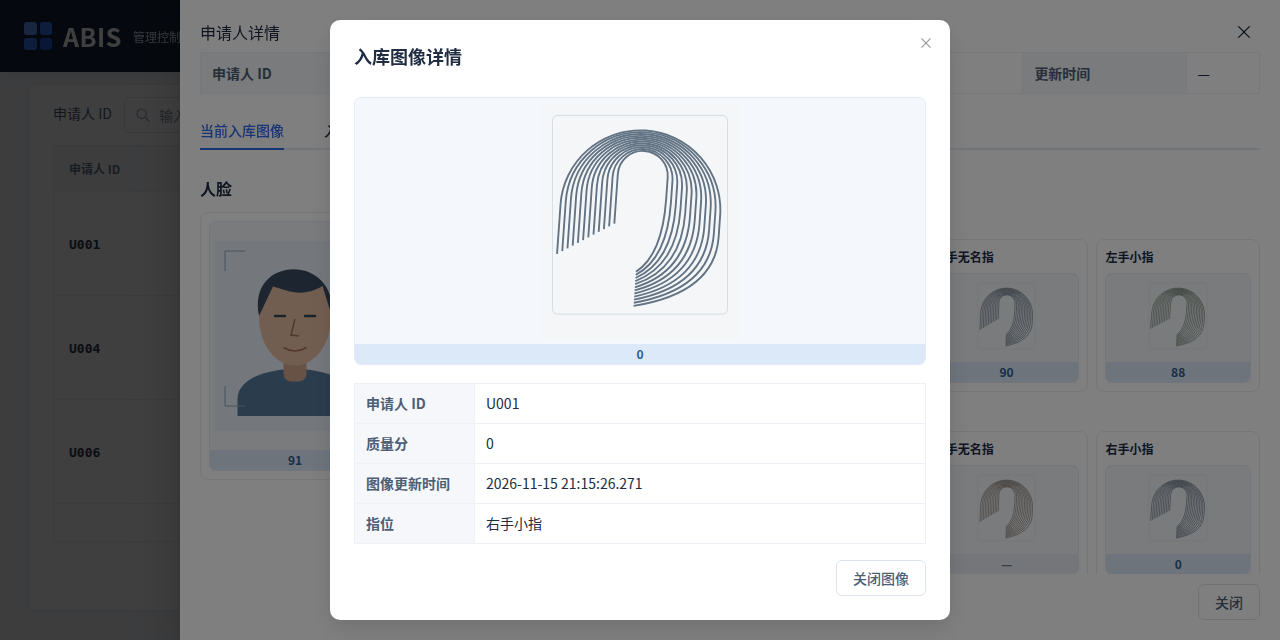 ABIS 管理控制
申请人 ID
申请人 ID
U001
U004
U006
申请人详情
申请人 ID
更新时间
—
当前入库图像
人脸
91
手无名指
左手小指
90
88
手无名指
右手小指
—
0
关闭
入库图像详情
0
申请人 ID
U001
质量分
0
图像更新时间
2026-11-15 21:15:26.271
指位
右手小指
关闭图像